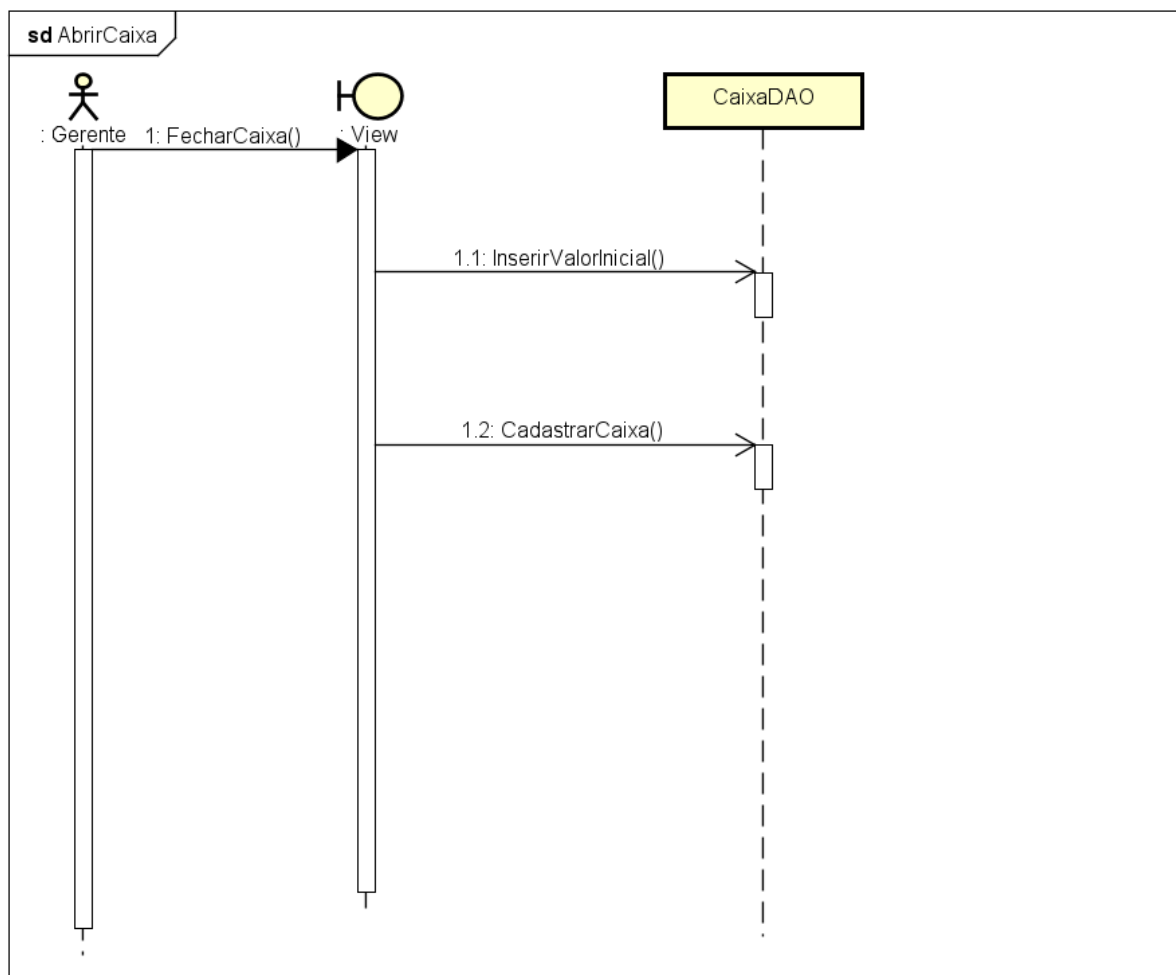 sd AbrirCaixa
CaixaDAO
: Gerente
1: FecharCaixa()
: View
1.1: InserirValorInicial()
1.2: CadastrarCaixa()